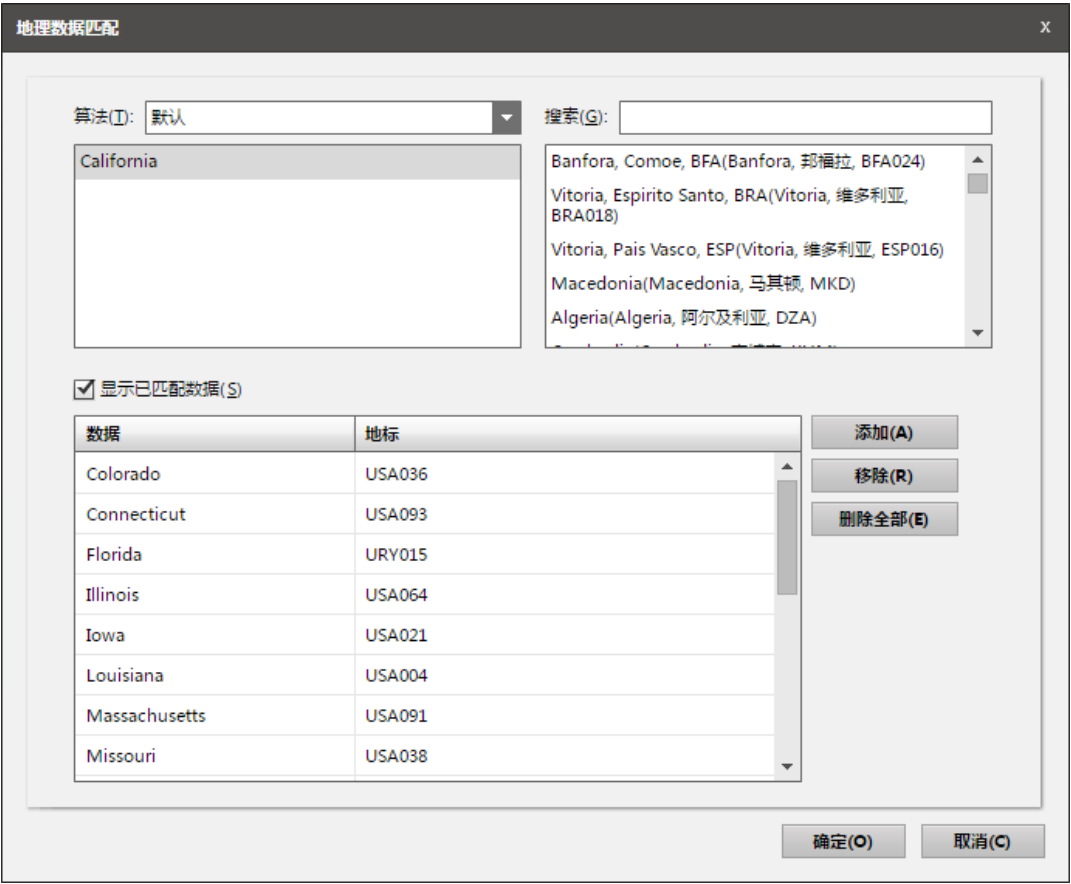 地理数据匹配
X
算法(T): 默认
搜索(G):
California
Banfora, Comoe, BFA(Banfora, 邦福拉, BFA024)
Vitoria, Espirito Santo, BRA(Vitoria, 维多利亚,
BRA018)
Vitoria, Pais Vasco, ESP(Vitoria, 维多利亚, ESP016)
Macedonia(Macedonia, 马其顿, MKD)
Algeria(Algeria, 阿尔及利亚, DZA)
显示已匹配数据(S)
数据 地标
Colorado USA036
Connecticut USA093
Florida URY015
Illinois USA064
Iowa USA021
Louisiana USA004
Massachusetts USA091
Missouri USA038
添加(A)
移除(R)
删除全部(E)
确定(O) 取消(C)